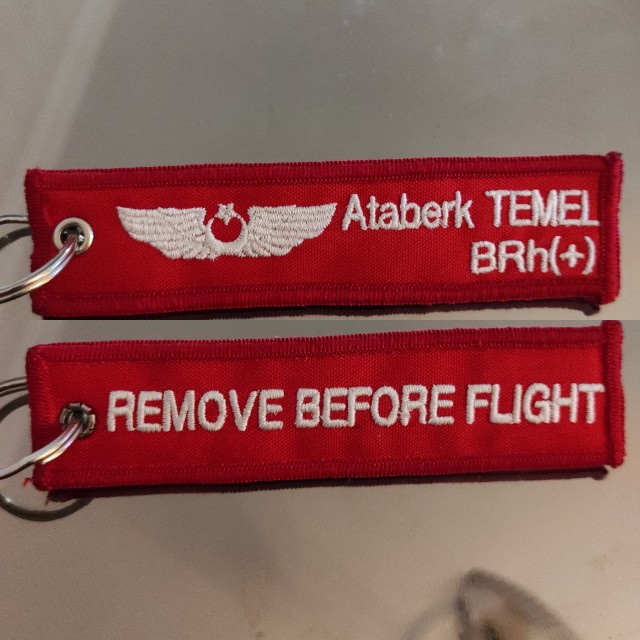 Ataberk TEMEL
BRh(+)
REMOVE BEFORE FLIGHT